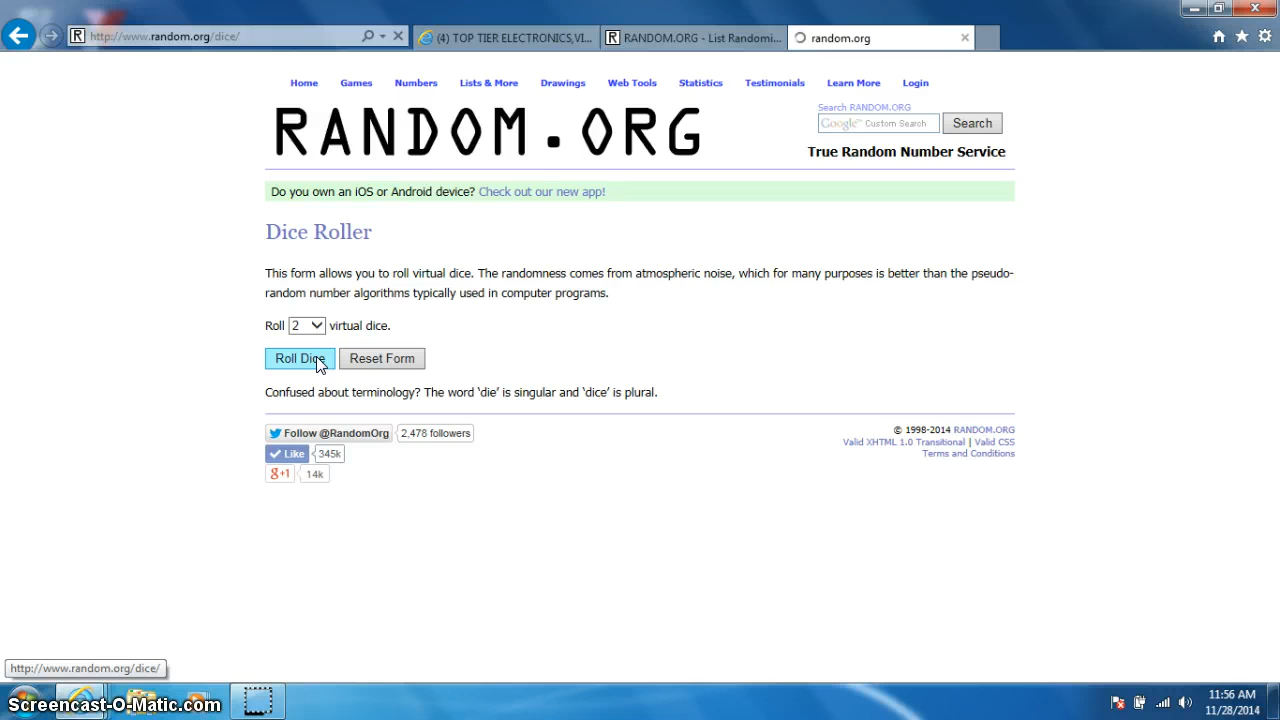 http://www.random.org/dice/
(4) TOP TIER ELECTRONICS,VI...
RANDOM.ORG - List Randomi...
random.org
Home Games Numbers Lists & More Drawings Web Tools Statistics Testimonials Learn More Login
RANDOM.ORG
Search RANDOM.ORG
Google™ Custom Search
Search
True Random Number Service
Do you own an iOS or Android device? Check out our new app!
Dice Roller
This form allows you to roll virtual dice. The randomness comes from atmospheric noise, which for many purposes is better than the pseudo-
random number algorithms typically used in computer programs.
Roll 2 virtual dice.
Roll Dice Reset Form
Confused about terminology? The word ‘die’ is singular and ‘dice’ is plural.
Follow @RandomOrg 2,478 followers
Like 345k
g+1 14k
© 1998-2014 RANDOM.ORG
Valid XHTML 1.0 Transitional | Valid CSS
Terms and Conditions
http://www.random.org/dice/
Screencast-O-Matic.com
11:56 AM
11/28/2014